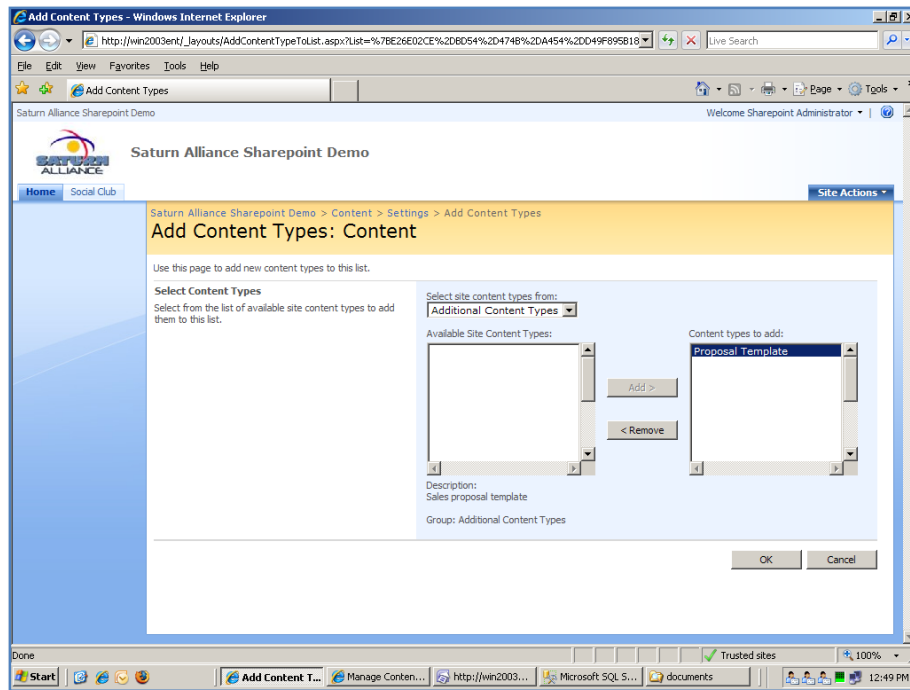 Add Content Types - Windows Internet Explorer
http://win2003ent/_layouts/AddContentTypeToList.aspx?List=%7BE26E02CE%2DBD54%2D474B%2DA454%2DD49F895B18
Live Search
File Edit View Favorites Tools Help
Add Content Types
Page Tools
Saturn Alliance Sharepoint Demo
Welcome Sharepoint Administrator
SATURN
ALLIANCE
Saturn Alliance Sharepoint Demo
Home Social Club
Site Actions
Saturn Alliance Sharepoint Demo > Content > Settings > Add Content Types
Add Content Types: Content
Use this page to add new content types to this list.
Select Content Types
Select from the list of available site content types to add
them to this list.
Select site content types from:
Additional Content Types
Available Site Content Types:
Content types to add:
Proposal Template
Add >
< Remove
Description:
Sales proposal template
Group: Additional Content Types
OK Cancel
Done
Trusted sites
100%
Start
Add Content T...
Manage Conten...
http://win2003...
Microsoft SQL S...
documents
12:49 PM